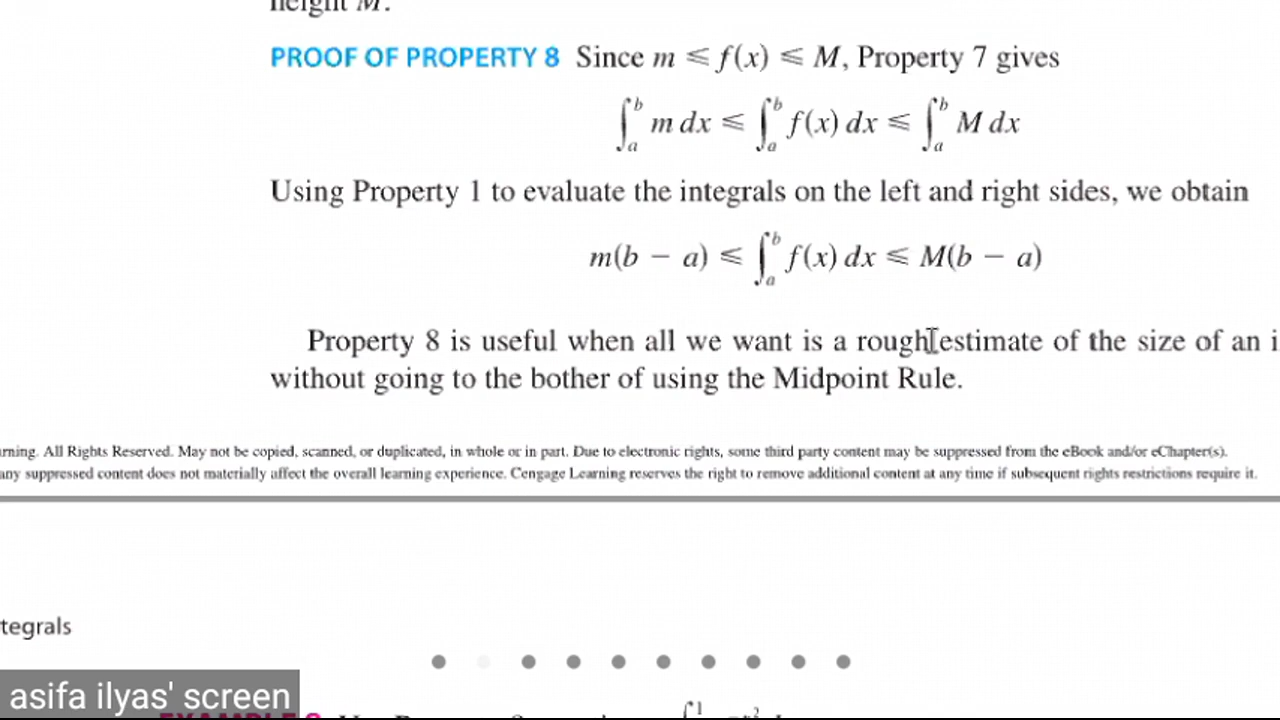 height M.
PROOF OF PROPERTY 8 Since m ⩽ f(x) ⩽ M, Property 7 gives
∫_a^b m dx ⩽ ∫_a^b f(x) dx ⩽ ∫_a^b M dx
Using Property 1 to evaluate the integrals on the left and right sides, we obtain
m(b − a) ⩽ ∫_a^b f(x) dx ⩽ M(b − a)
Property 8 is useful when all we want is a rough estimate of the size of an i
without going to the bother of using the Midpoint Rule.
rning. All Rights Reserved. May not be copied, scanned, or duplicated, in whole or in part. Due to electronic rights, some third party content may be suppressed from the eBook and/or eChapter(s).
any suppressed content does not materially affect the overall learning experience. Cengage Learning reserves the right to remove additional content at any time if subsequent rights restrictions require it.
tegrals
asifa ilyas' screen